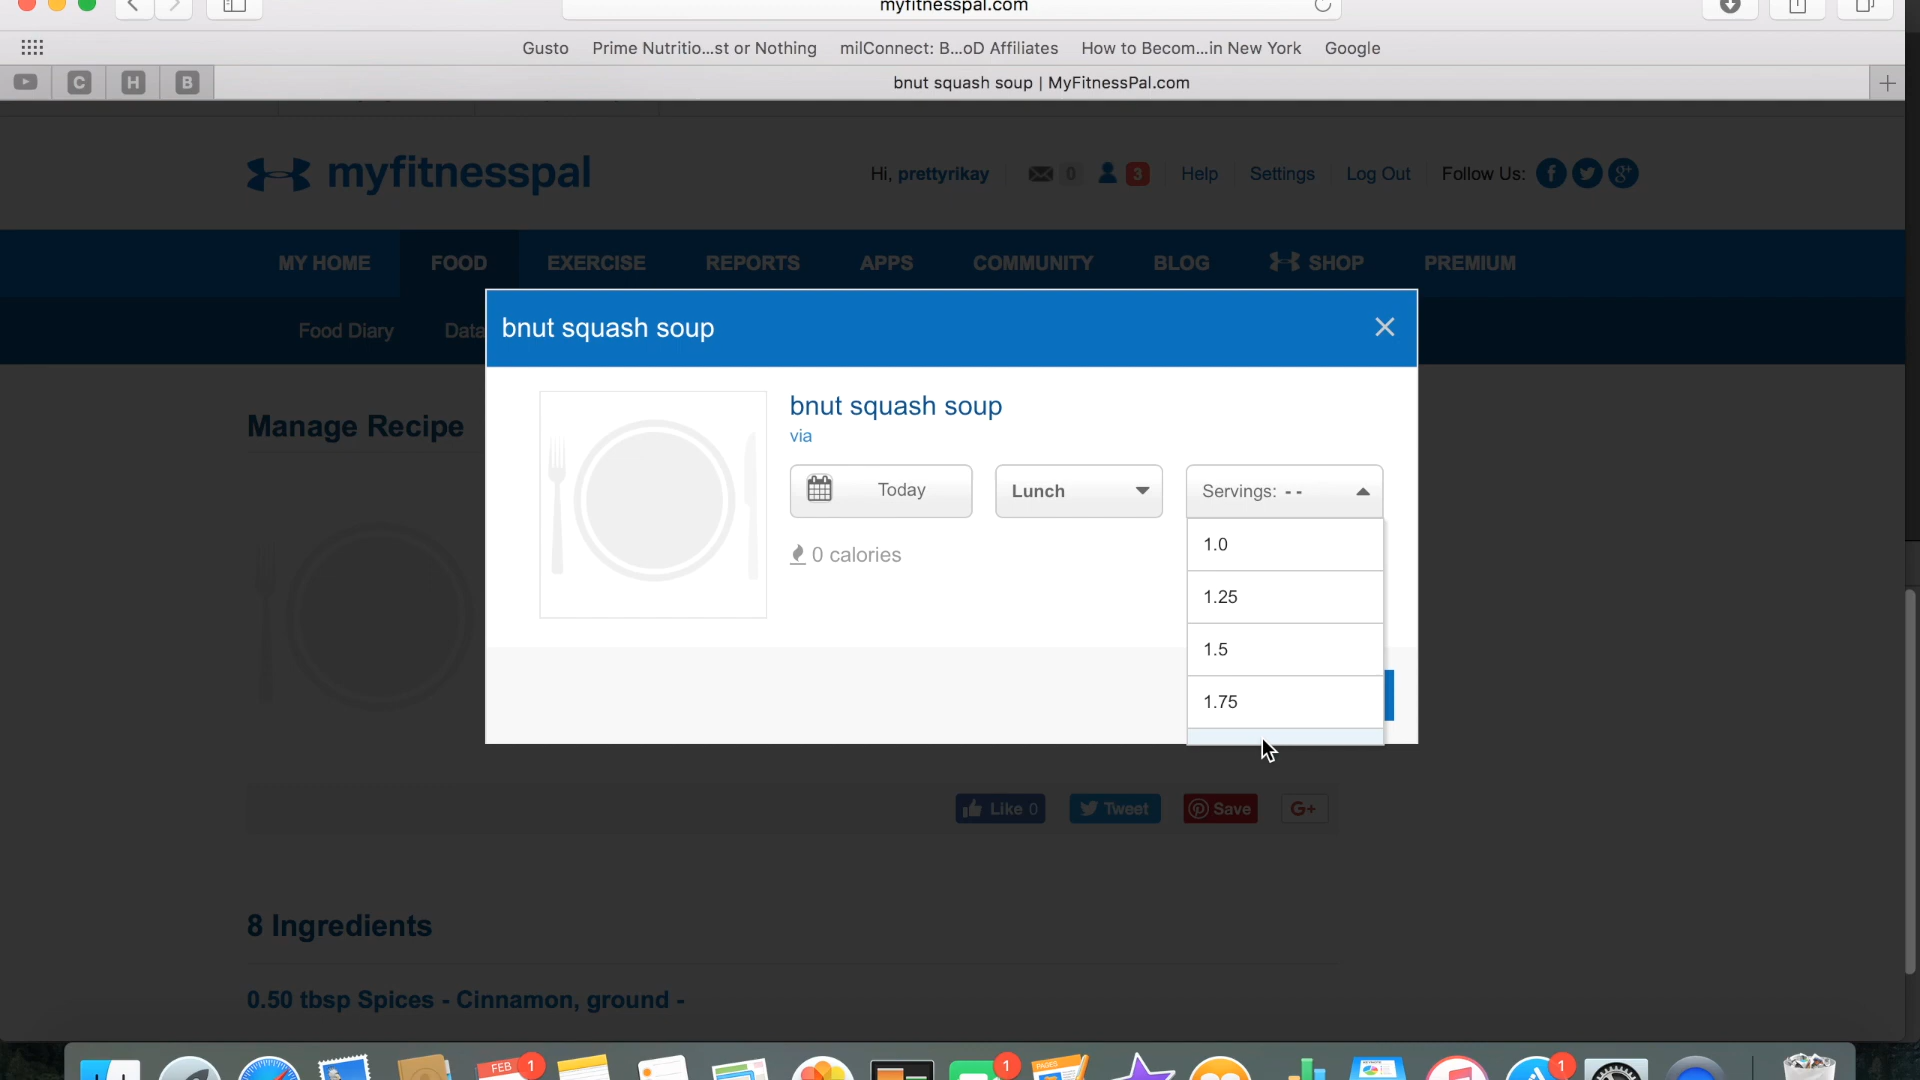 myfitnesspal.com
Gusto Prime Nutritio...st or Nothing milConnect: B...oD Affiliates How to Becom...in New York Google
C H B bnut squash soup | MyFitnessPal.com +
myfitnesspal Hi, prettyrikay 0 3 Help Settings Log Out Follow Us: f g+
MY HOME FOOD EXERCISE REPORTS APPS COMMUNITY BLOG SHOP PREMIUM
Food Diary Data
bnut squash soup
Manage Recipe
bnut squash soup
via
Today Lunch Servings: --
0 calories
1.0
1.25
1.5
1.75
Like 0 Tweet Save G+
8 Ingredients
0.50 tbsp Spices - Cinnamon, ground -
FEB 1 1 PAGES 1